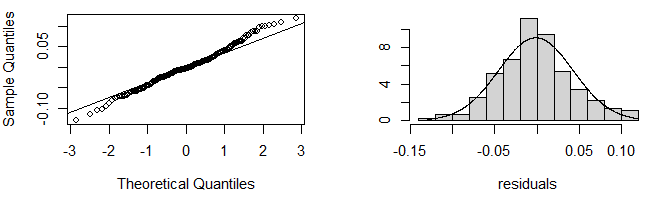 Sample Quantiles
0.05
-0.10
-3 -2 -1 0 1 2 3
Theoretical Quantiles
8
4
0
-0.15 -0.05 0.05 0.10
residuals